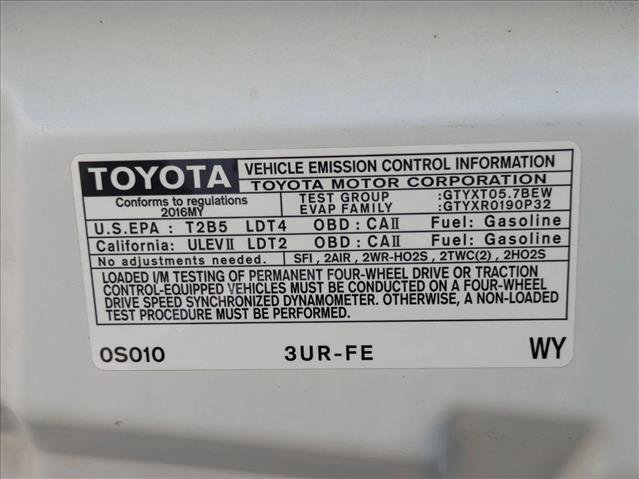 TOYOTA VEHICLE EMISSION CONTROL INFORMATION
TOYOTA MOTOR CORPORATION
Conforms to regulations
2016MY
TEST GROUP :GTYXT05.7BEW
EVAP FAMILY :GTYXR0190P32
U.S.EPA : T2B5 LDT4 OBD : CAII Fuel: Gasoline
California: ULEVII LDT2 OBD : CAII Fuel: Gasoline
No adjustments needed. SFI , 2AIR , 2WR-HO2S , 2TWC(2) , 2HO2S
LOADED I/M TESTING OF PERMANENT FOUR-WHEEL DRIVE OR TRACTION
CONTROL-EQUIPPED VEHICLES MUST BE CONDUCTED ON A FOUR-WHEEL
DRIVE SPEED SYNCHRONIZED DYNAMOMETER. OTHERWISE, A NON-LOADED
TEST PROCEDURE MUST BE PERFORMED.
0S010 3UR-FE WY